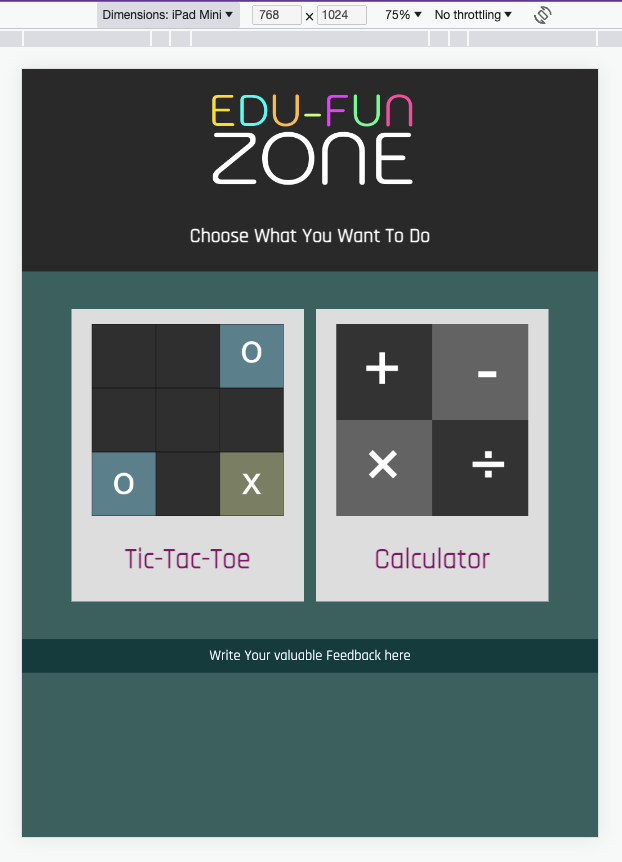 Dimensions: iPad Mini 768 × 1024 75% No throttling
EDU-FUN
ZONE
Choose What You Want To Do
o
o x
+ -
× ÷
Tic-Tac-Toe Calculator
Write Your valuable Feedback here